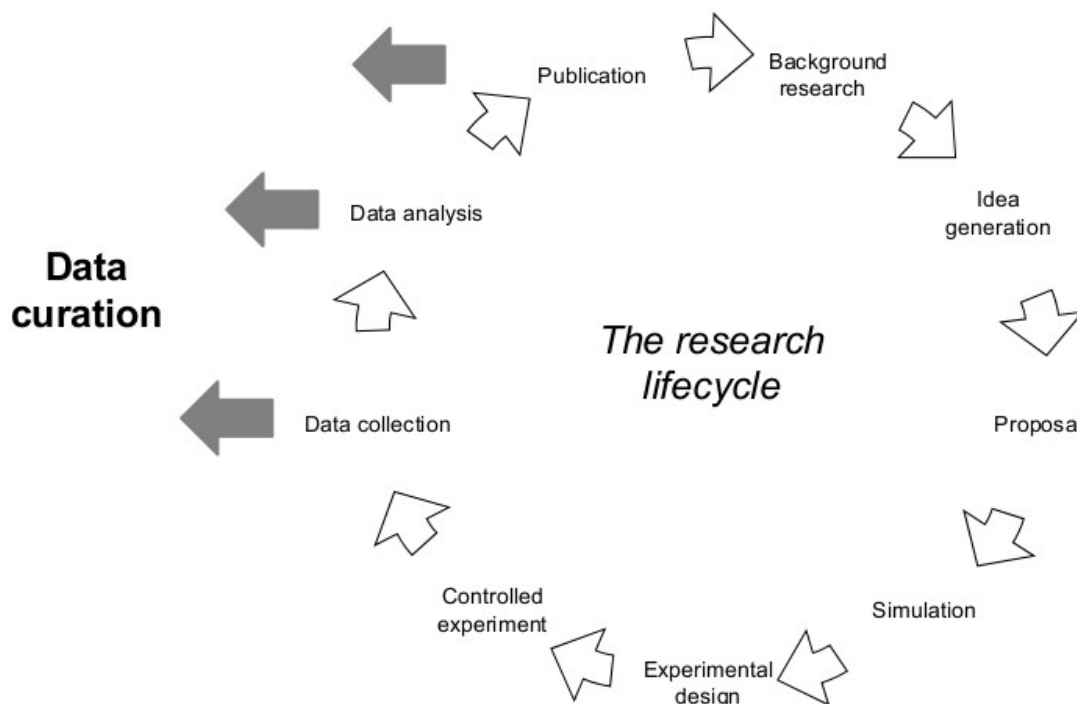 Publication
Background
research
Data analysis
Idea
generation
Data
curation
The research
lifecycle
Data collection
Proposa
Controlled
experiment
Simulation
Experimental
design